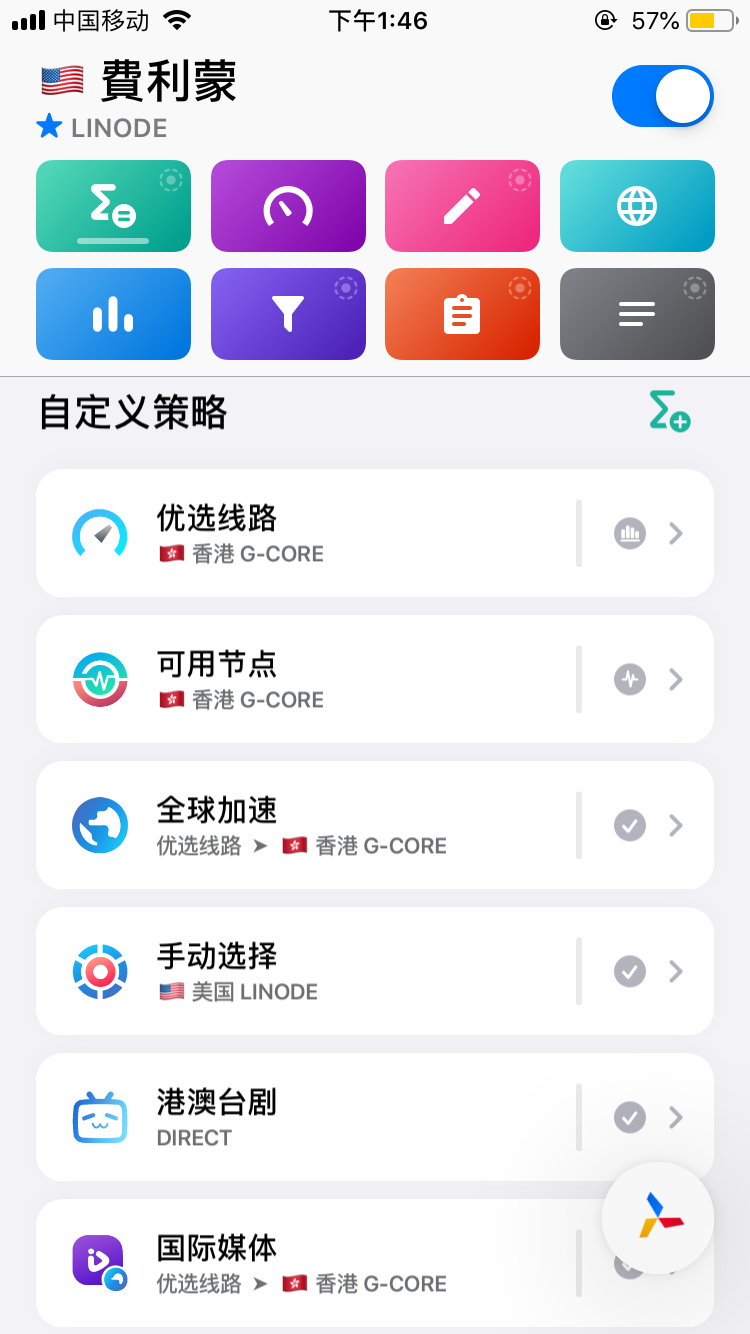 中国移动 下午1:46 57%
費利蒙
LINODE
自定义策略
优选线路
香港 G-CORE
可用节点
香港 G-CORE
全球加速
优选线路 ➤ 香港 G-CORE
手动选择
美国 LINODE
港澳台剧
DIRECT
国际媒体
优选线路 ➤ 香港 G-CORE